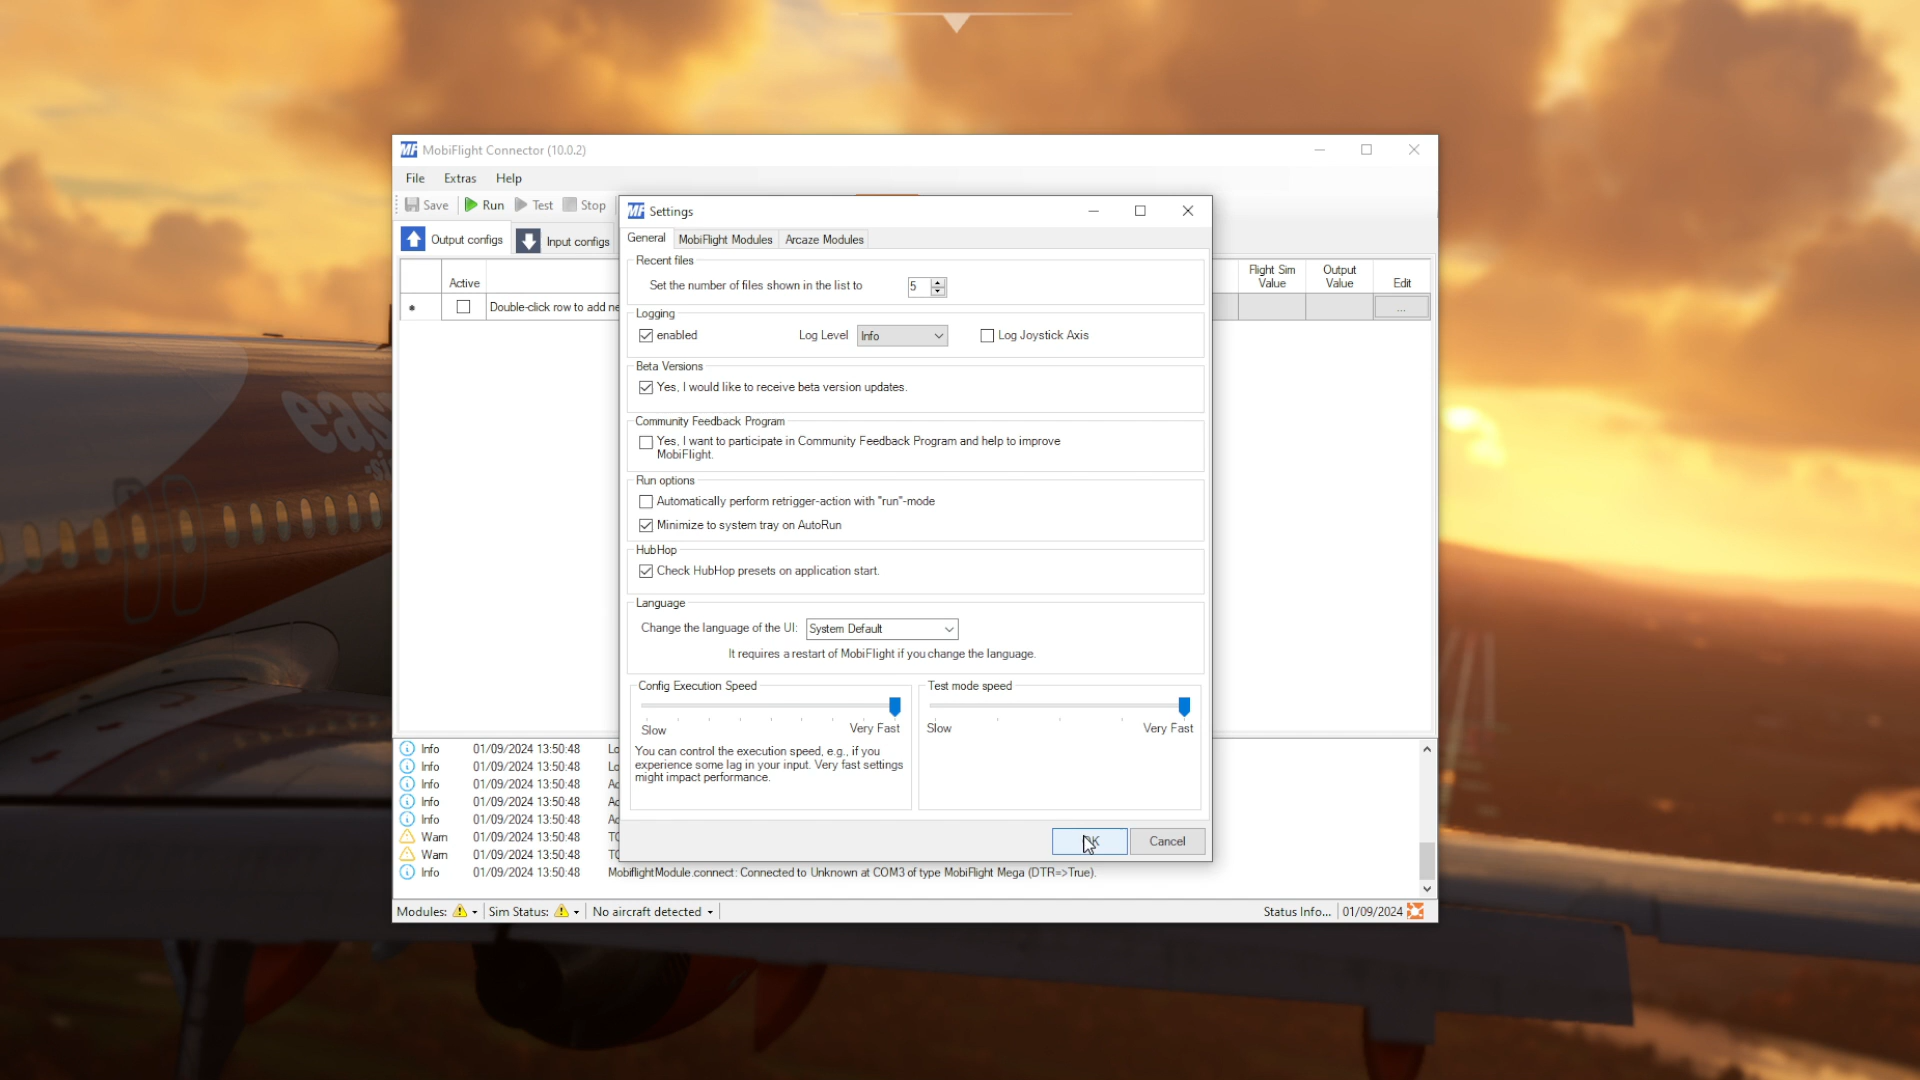 MF MobiFlight Connector (10.0.2)
File Extras Help
Save Run Test Stop
MF Settings
Output configs Input configs
General MobiFlight Modules Arcaze Modules
Recent files
Set the number of files shown in the list to 5
Active
Flight Sim Value Output Value Edit
Double-click row to add ne
...
Logging
enabled Log Level Info Log Joystick Axis
Beta Versions
Yes, I would like to receive beta version updates.
Community Feedback Program
Yes, I want to participate in Community Feedback Program and help to improve
MobiFlight.
Run options
Automatically perform retrigger-action with "run"-mode
Minimize to system tray on AutoRun
HubHop
Check HubHop presets on application start.
Language
Change the language of the UI: System Default
It requires a restart of MobiFlight if you change the language.
Config Execution Speed Test mode speed
Slow Very Fast Slow Very Fast
You can control the execution speed, e.g., if you
experience some lag in your input. Very fast settings
might impact performance.
Info 01/09/2024 13:50:48 Lo
Info 01/09/2024 13:50:48 Lo
Info 01/09/2024 13:50:48 Ad
Info 01/09/2024 13:50:48 Ad
Info 01/09/2024 13:50:48 Ad
Warn 01/09/2024 13:50:48 TC
Warn 01/09/2024 13:50:48 TC
OK Cancel
Info 01/09/2024 13:50:48 MobiflightModule.connect: Connected to Unknown at COM3 of type MobiFlight Mega (DTR=>True).
Modules: Sim Status: No aircraft detected Status Info... 01/09/2024